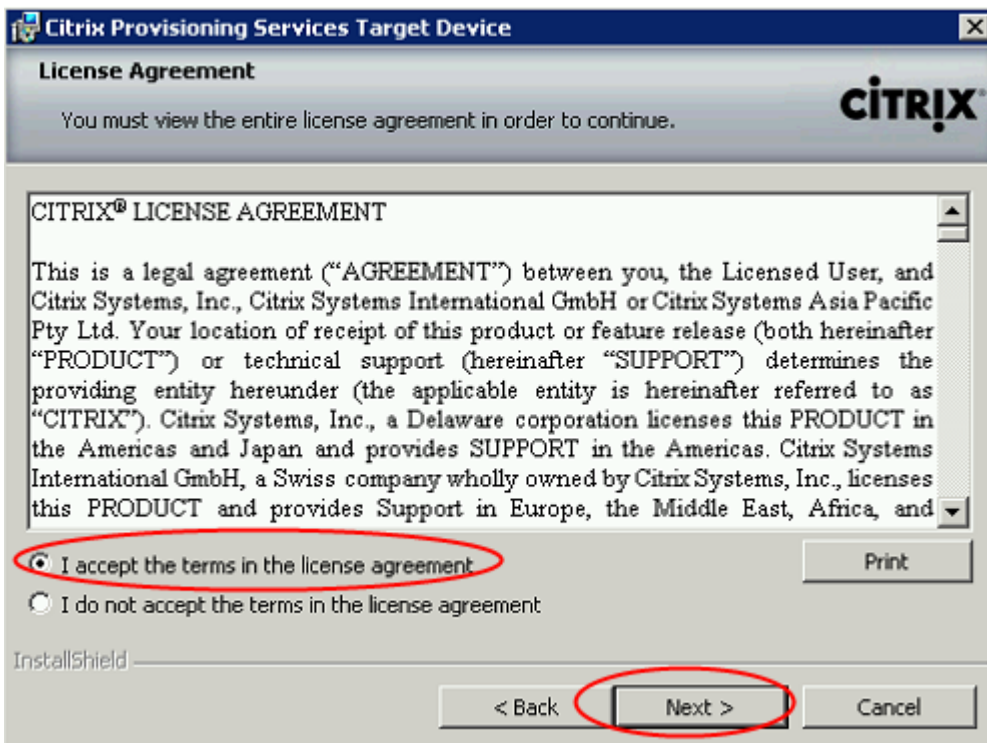 Citrix Provisioning Services Target Device
License Agreement
You must view the entire license agreement in order to continue.
CITRIX
CITRIX® LICENSE AGREEMENT
This is a legal agreement (“AGREEMENT”) between you, the Licensed User, and
Citrix Systems, Inc., Citrix Systems International GmbH or Citrix Systems Asia Pacific
Pty Ltd. Your location of receipt of this product or feature release (both hereinafter
“PRODUCT”) or technical support (hereinafter “SUPPORT”) determines the
providing entity hereunder (the applicable entity is hereinafter referred to as
“CITRIX”). Citrix Systems, Inc., a Delaware corporation licenses this PRODUCT in
the Americas and Japan and provides SUPPORT in the Americas. Citrix Systems
International GmbH, a Swiss company wholly owned by Citrix Systems, Inc., licenses
this PRODUCT and provides Support in Europe, the Middle East, Africa, and
I accept the terms in the license agreement
Print
I do not accept the terms in the license agreement
InstallShield
< Back
Next >
Cancel